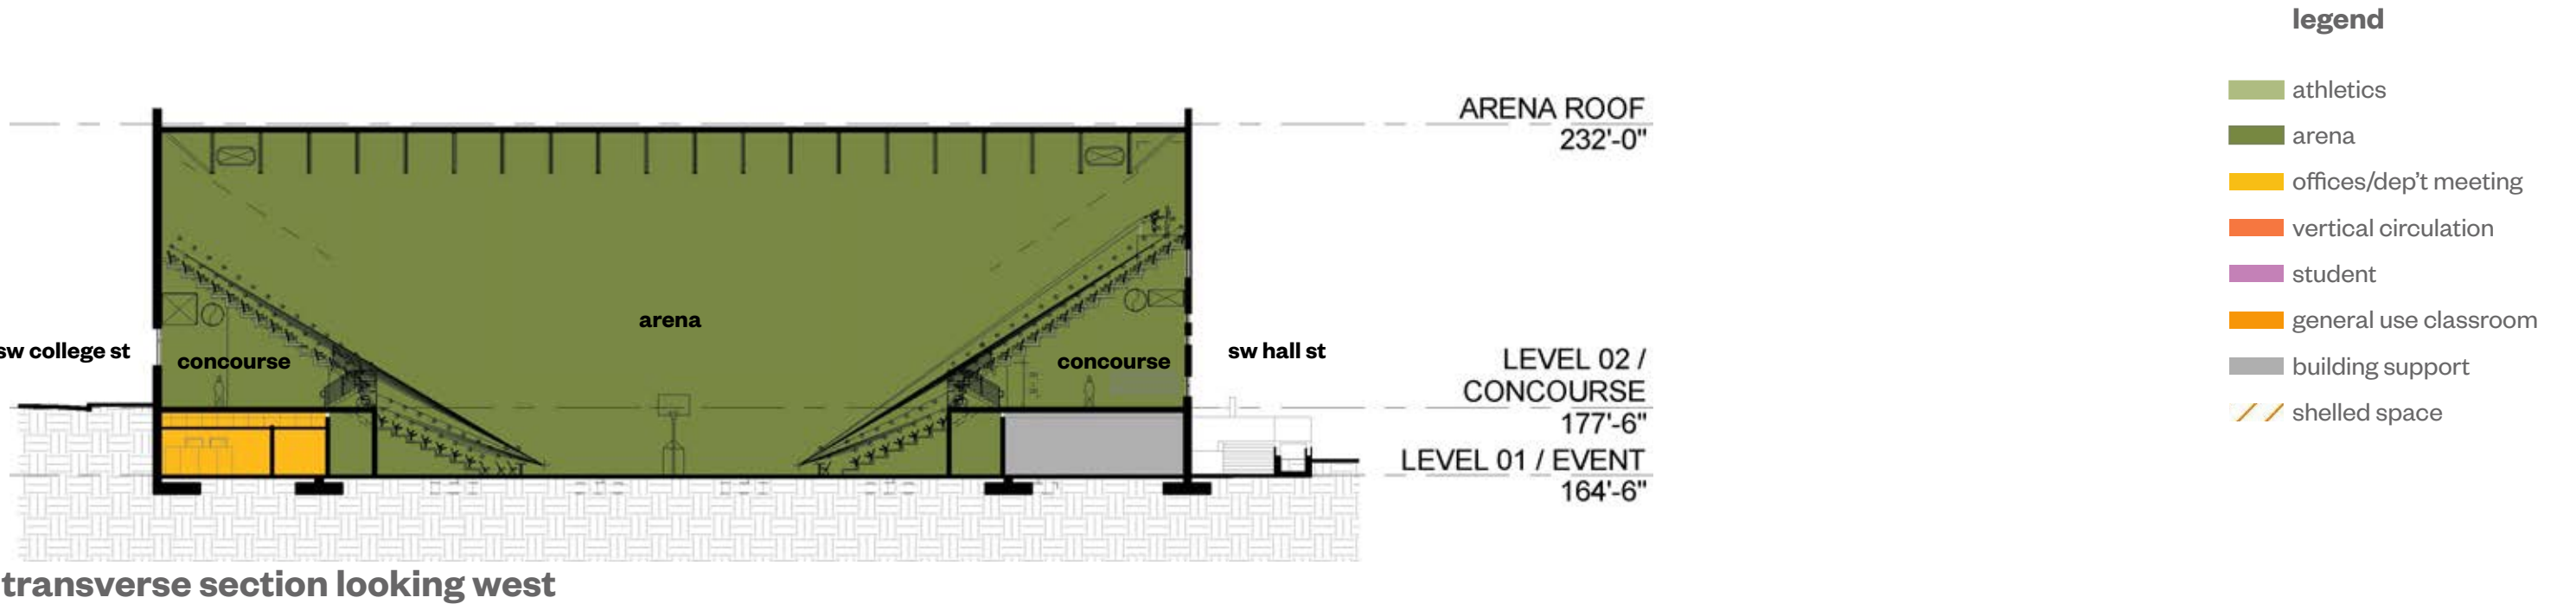 legend
athletics
arena
offices/dep't meeting
vertical circulation
student
general use classroom
building support
shelled space
ARENA ROOF
232'-0"
arena
sw college st
concourse
concourse
sw hall st
LEVEL 02 /
CONCOURSE
177'-6"
LEVEL 01 / EVENT
164'-6"
transverse section looking west